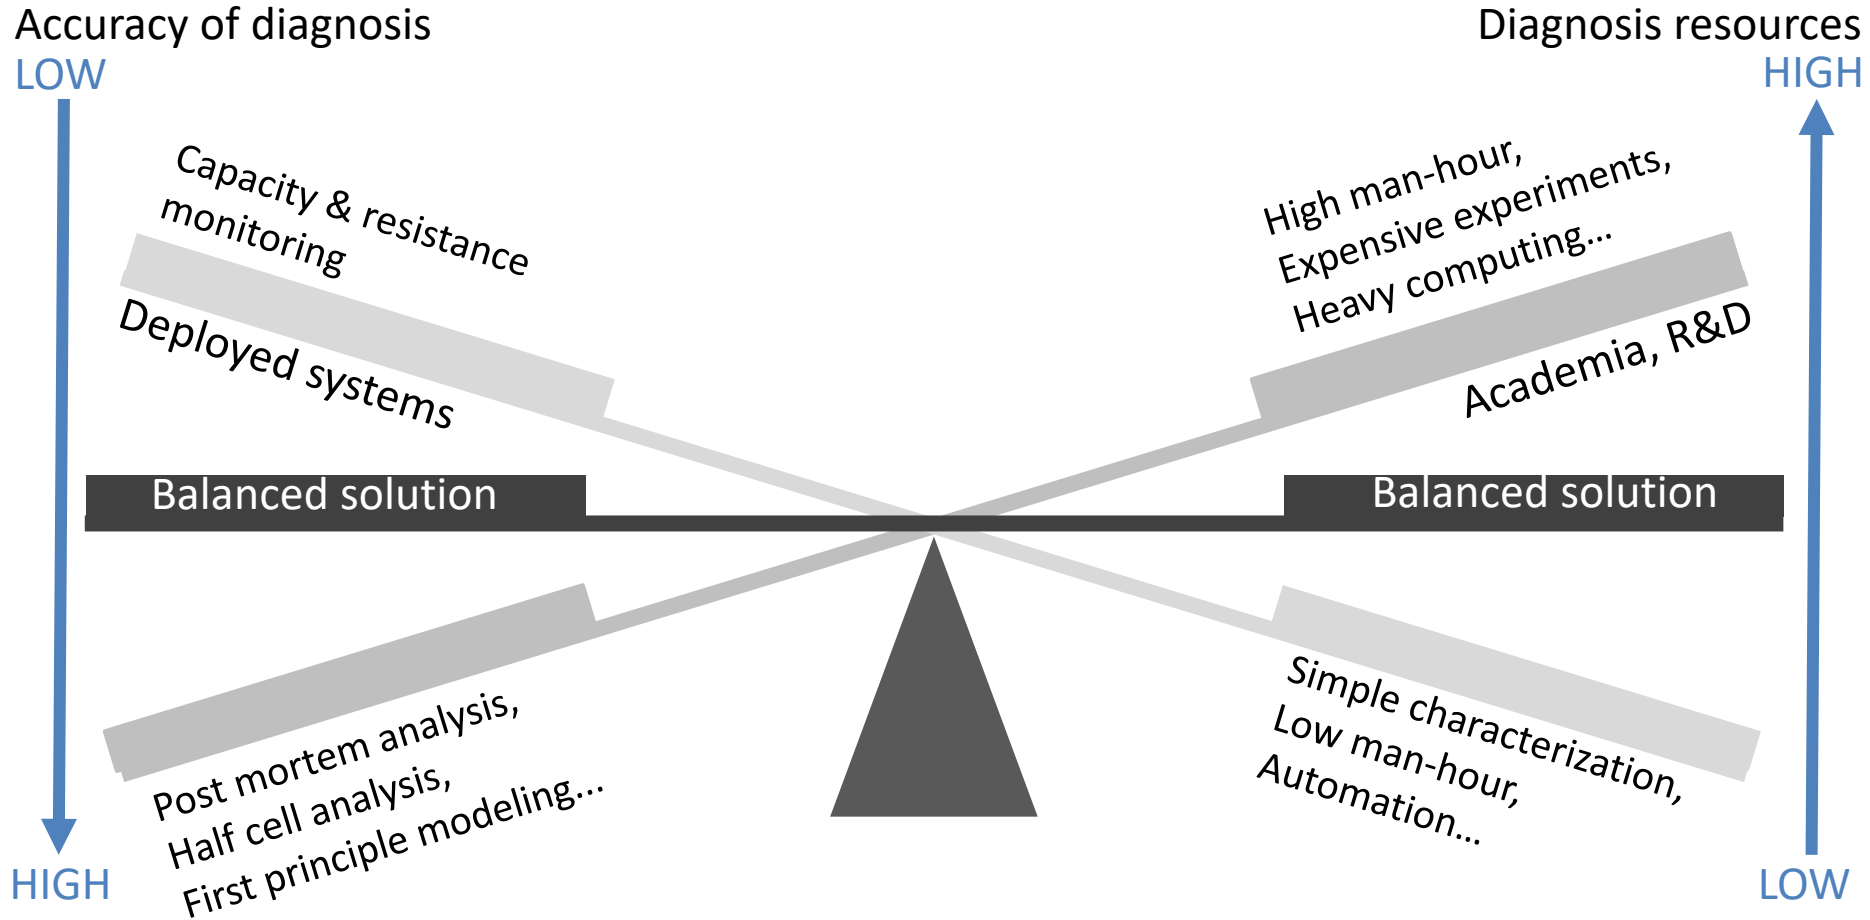 Accuracy of diagnosis
LOW
Diagnosis resources
HIGH
Capacity & resistance
monitoring
Deployed systems
High man-hour,
Expensive experiments,
Heavy computing...
Academia, R&D
Balanced solution
Balanced solution
Post mortem analysis,
Half cell analysis,
First principle modeling...
HIGH
Simple characterization,
Low man-hour,
Automation...
LOW